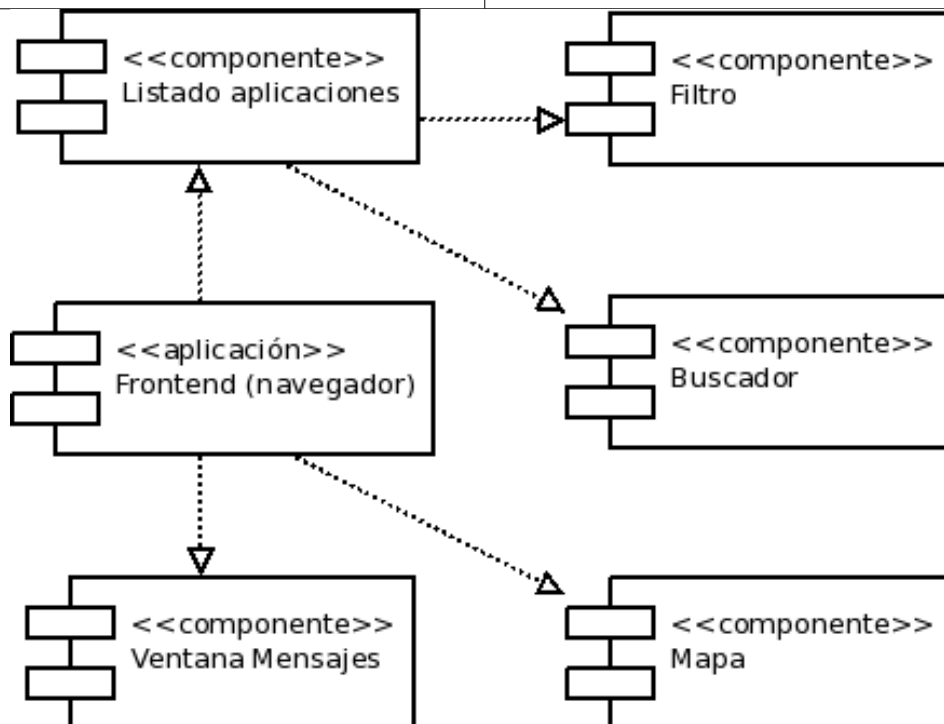 <<componente>>
Listado aplicaciones
<<componente>>
Filtro
<<aplicación>>
Frontend (navegador)
<<componente>>
Buscador
<<componente>>
Ventana Mensajes
<<componente>>
Mapa